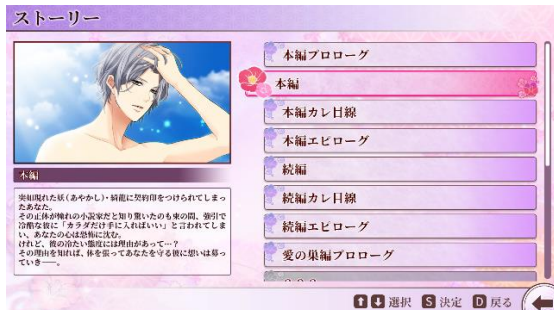 ストーリー
本編プロローグ
本編
本編カレ目線
本編エピローグ
続編
続編カレ目線
続編エピローグ
愛の巣編プロローグ
本編
突如現れた妖(あやかし)・綺龍に契約印をつけられてしまっ
たあなた。
その正体が憧れの小説家だと知り驚いたのも束の間、強引で
冷酷な彼に「カラダだけ手に入ればいい」と言われてしま
い、あなたの心は恐怖に沈む。
けれど、彼の冷たい態度には理由があって…?
その理由を知れば、体を張ってあなたを守る彼に想いは募っ
ていき――。
選択 S 決定 D 戻る